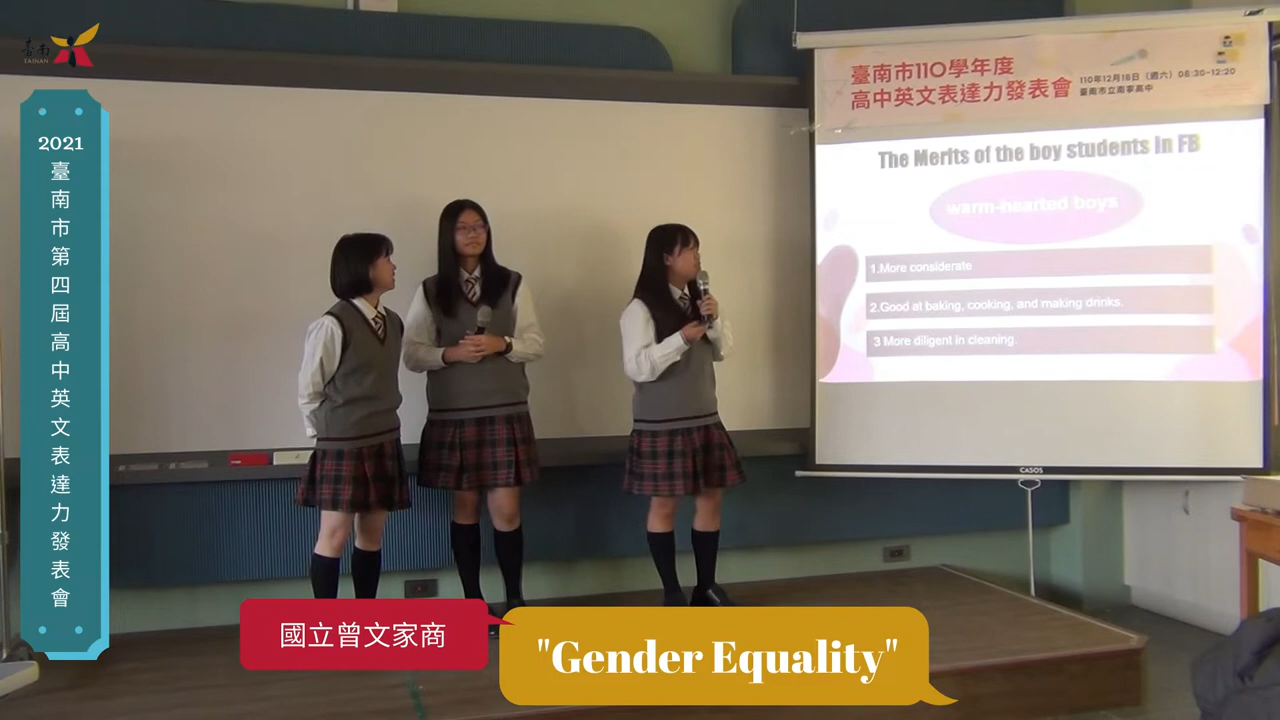 臺南
TAINAN
2021
臺南市第四屆高中英文表達力發表會
臺南市110學年度
高中英文表達力發表會
110年12月18日（週六）08:30-12:20
臺南市立南寧高中
The Merits of the boy students in FB
warm-hearted boys
1.More considerate
2.Good at baking, cooking, and making drinks.
3 More diligent in cleaning.
CASOS
國立曾文家商
"Gender Equality"